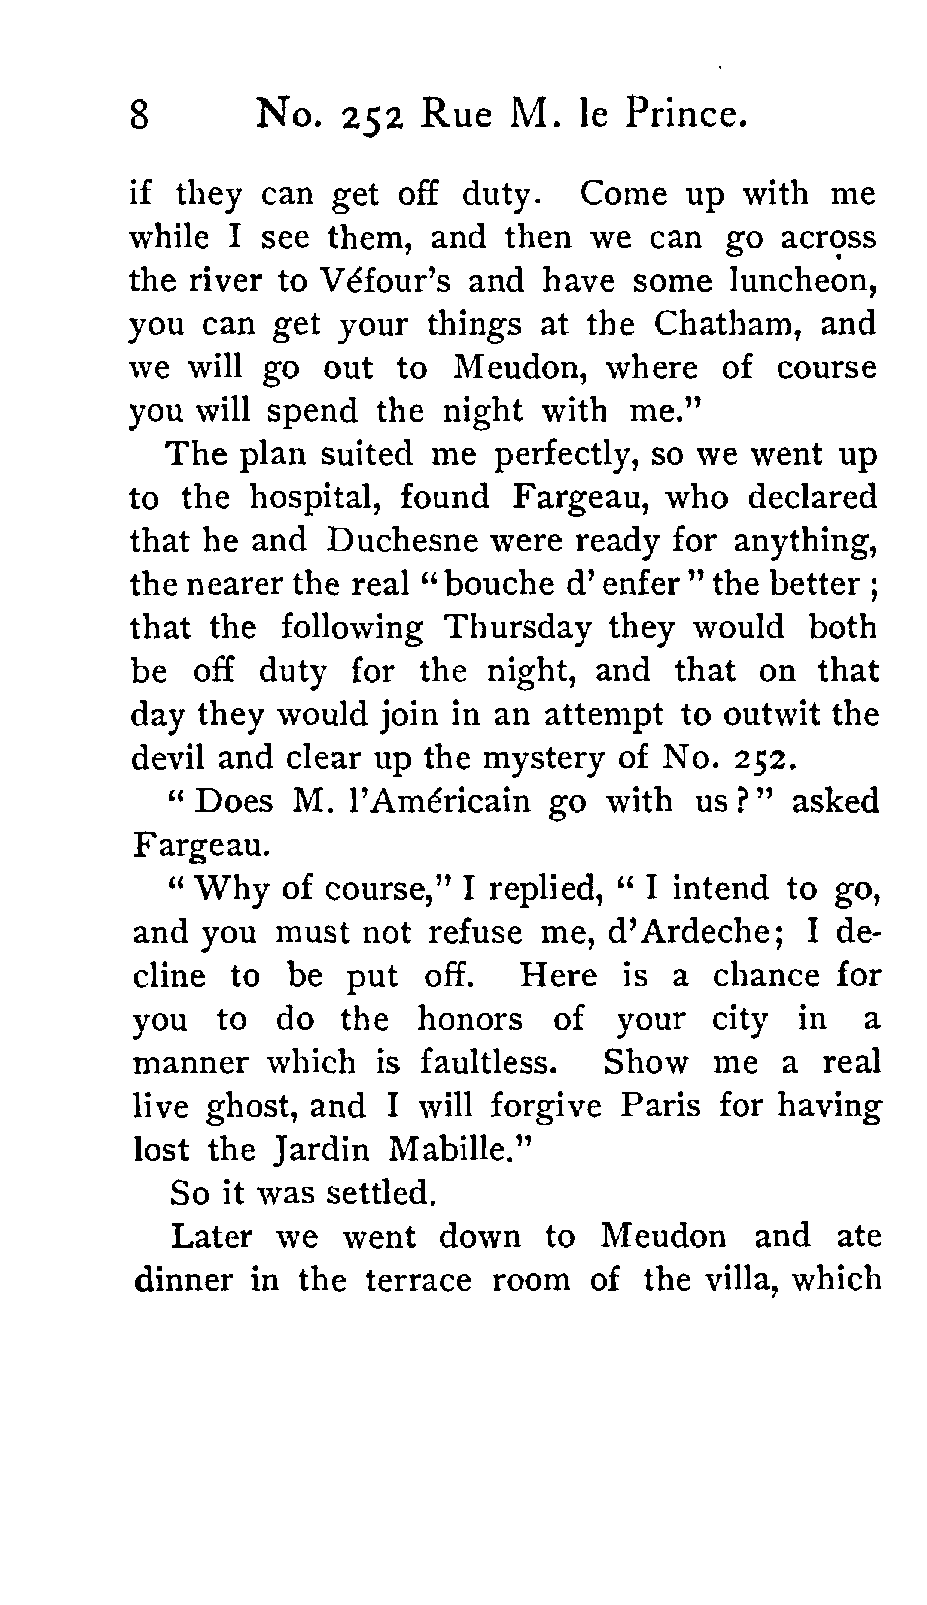 8 No. 252 Rue M. le Prince.
if they can get off duty. Come up with me
while I see them, and then we can go across
the river to Véfour's and have some luncheon,
you can get your things at the Chatham, and
we will go out to Meudon, where of course
you will spend the night with me."
The plan suited me perfectly, so we went up
to the hospital, found Fargeau, who declared
that he and Duchesne were ready for anything,
the nearer the real "bouche d'enfer" the better ;
that the following Thursday they would both
be off duty for the night, and that on that
day they would join in an attempt to outwit the
devil and clear up the mystery of No. 252.
"Does M. l'Américain go with us?" asked
Fargeau.
"Why of course," I replied, "I intend to go,
and you must not refuse me, d'Ardeche; I de-
cline to be put off. Here is a chance for
you to do the honors of your city in a
manner which is faultless. Show me a real
live ghost, and I will forgive Paris for having
lost the Jardin Mabille."
So it was settled.
Later we went down to Meudon and ate
dinner in the terrace room of the villa, which